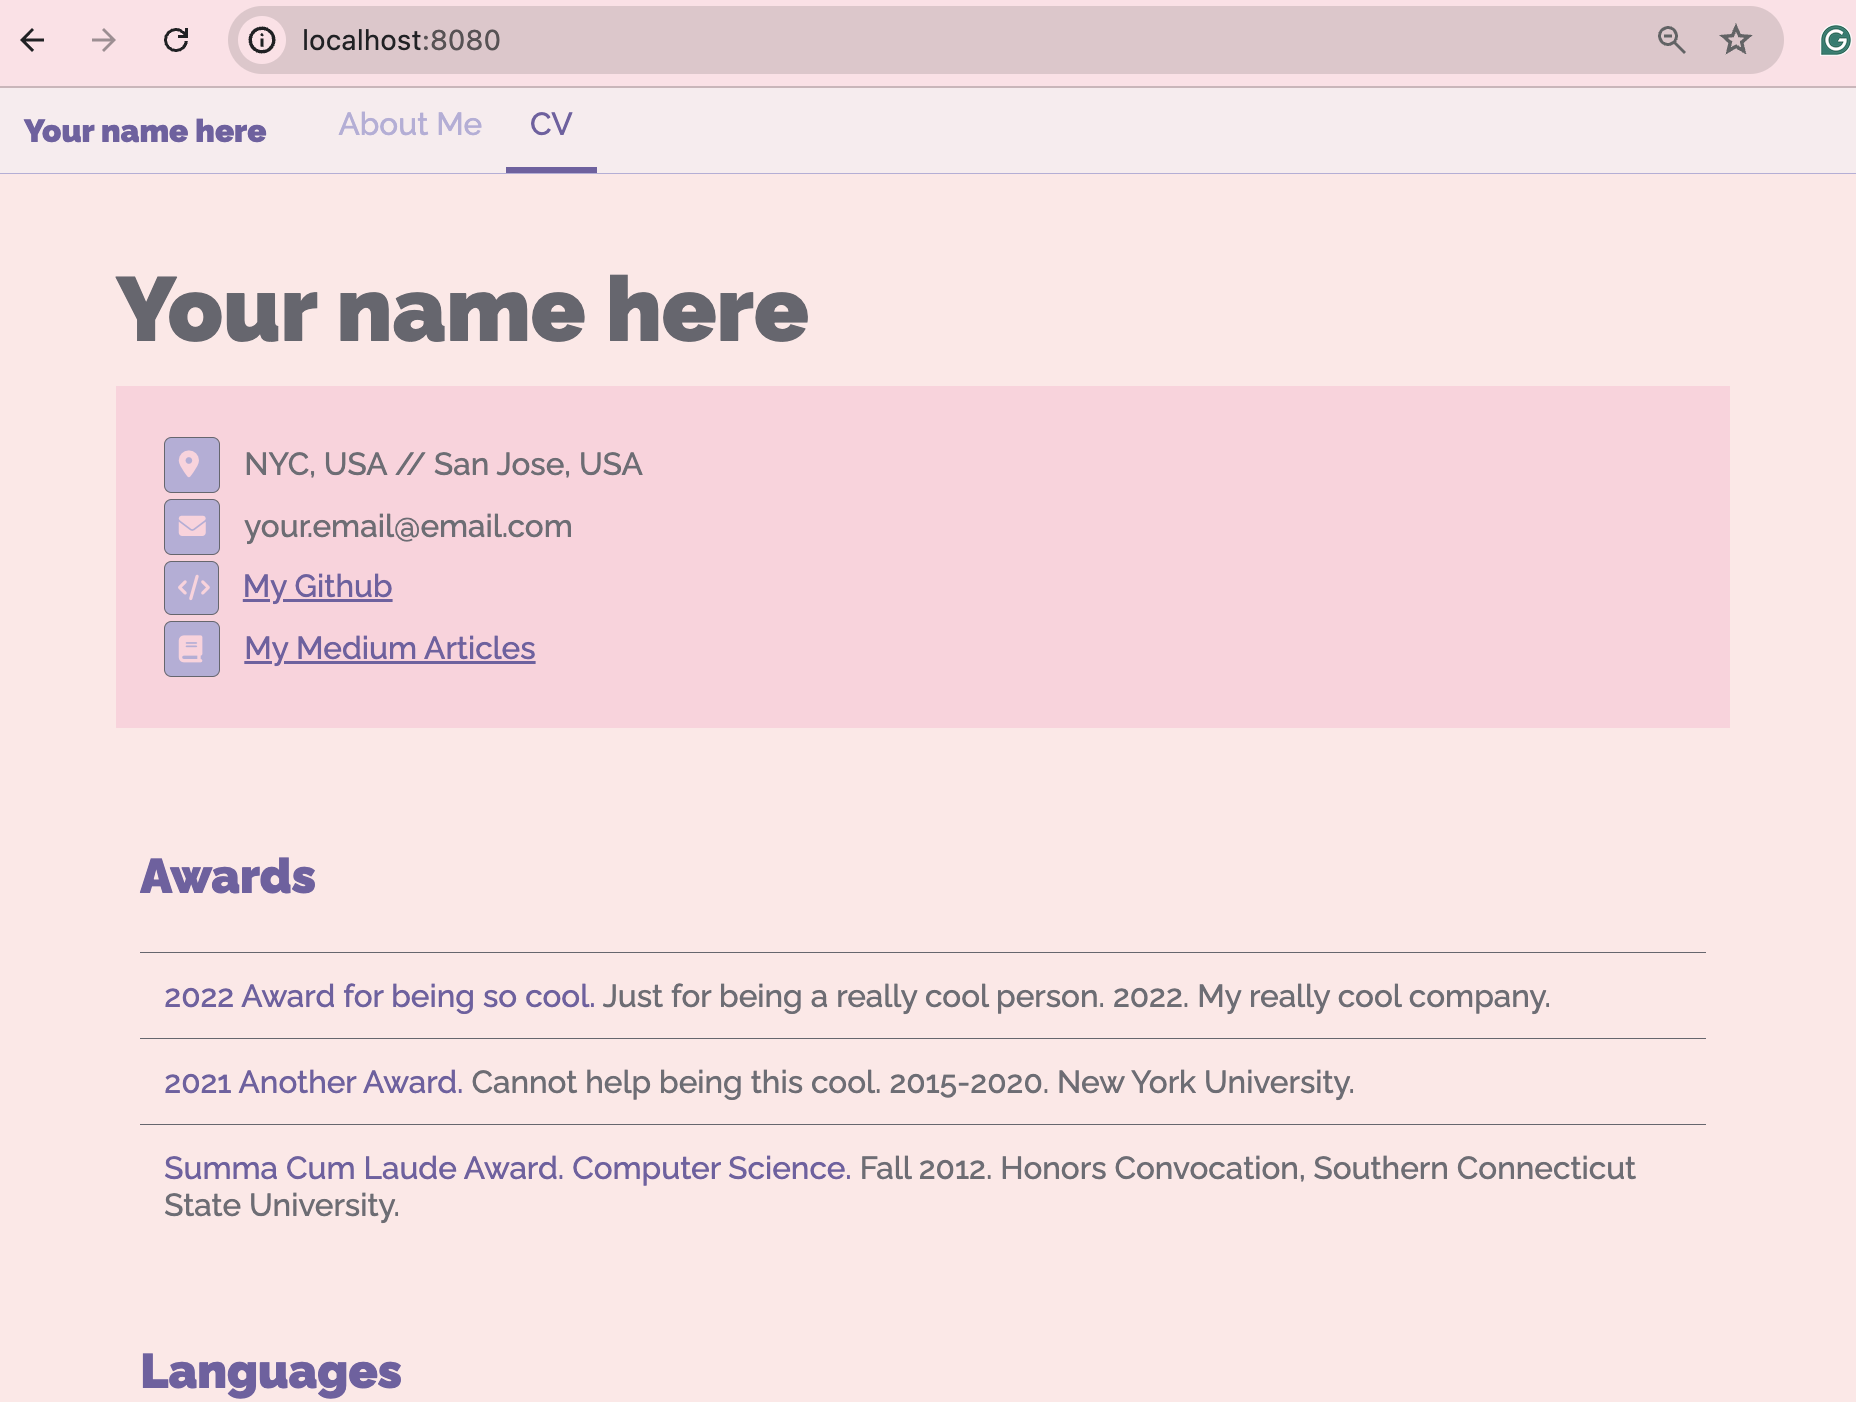 localhost:8080
Your name here
About Me
CV
Your name here
NYC, USA // San Jose, USA
your.email@email.com
My Github
My Medium Articles
Awards
2022 Award for being so cool. Just for being a really cool person. 2022. My really cool company.
2021 Another Award. Cannot help being this cool. 2015-2020. New York University.
Summa Cum Laude Award. Computer Science. Fall 2012. Honors Convocation, Southern Connecticut
State University.
Languages